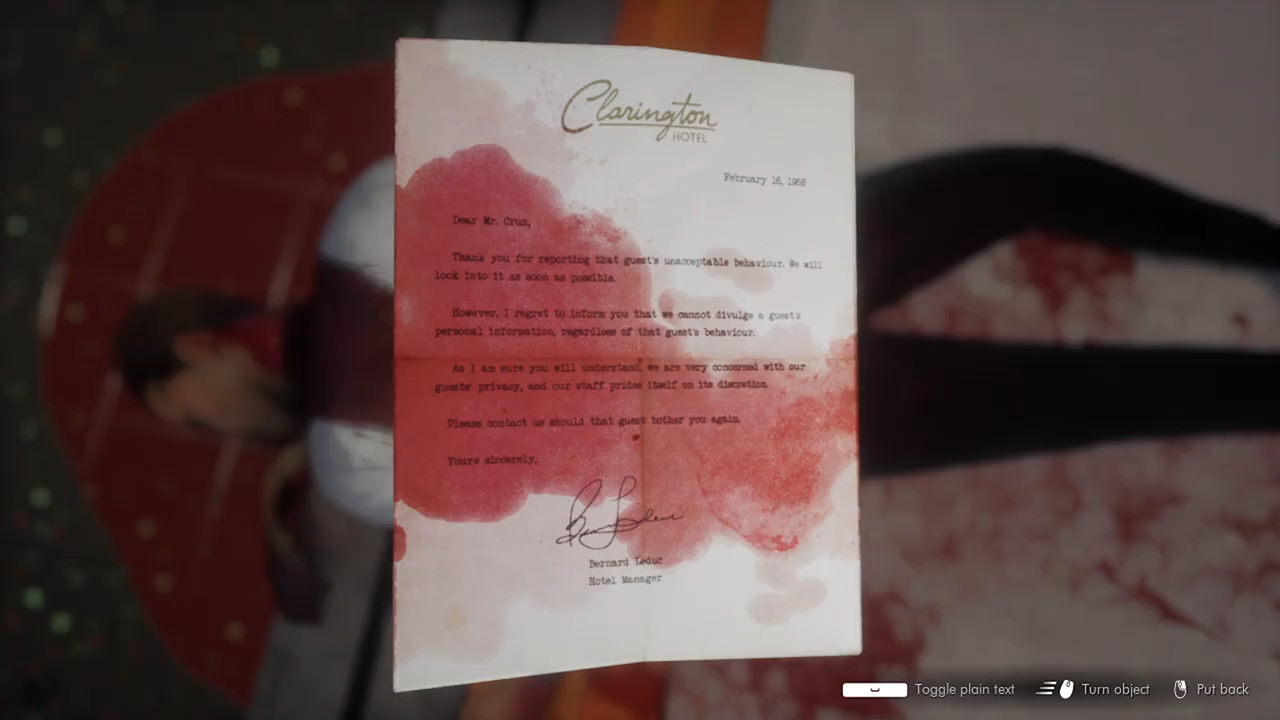 Clarington
HOTEL
February 16, 1968
Dear Mr. Cruz,
Thank you for reporting that guest's unacceptable behaviour. We will
look into it as soon as possible.
However, I regret to inform you that we cannot divulge a guest's
personal information, regardless of that guest's behaviour.
As I am sure you will understand, we are very concerned with our
guests' privacy, and our staff prides itself on its discretion.
Please contact us should that guest bother you again.
Yours sincerely,
Bernard Leduc
Hotel Manager
Toggle plain text
Turn object
Put back